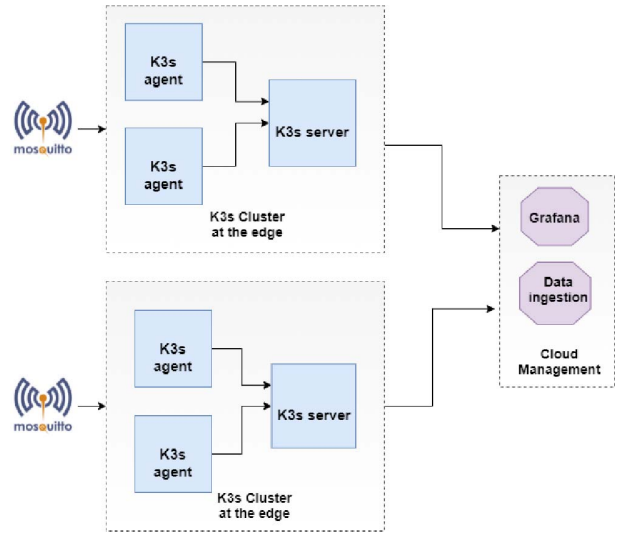 K3s
agent
K3s
agent
K3s server
mosquitto
K3s Cluster
at the edge
Grafana
Data
ingestion
Cloud
Management
K3s
agent
K3s
agent
K3s server
mosquitto
K3s Cluster
at the edge